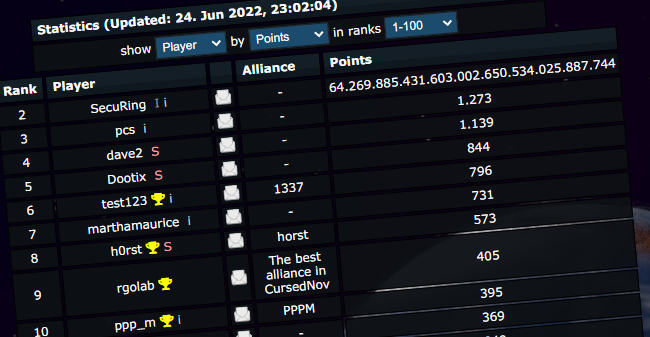 Statistics (Updated: 24. Jun 2022, 23:02:04)
show Player by Points in ranks 1-100
Rank Player Alliance Points
2 SecuRing I i - 64.269.885.431.603.002.650.534.025.887.744
3 pcs i - 1.273
4 dave2 S - 1.139
5 Dootix S - 844
6 test123 i 1337 796
7 marthamaurice i - 731
8 h0rst S horst 573
9 rgolab The best
alliance in 405
CursedNov
10 ppp_m i PPPM 395
- 369